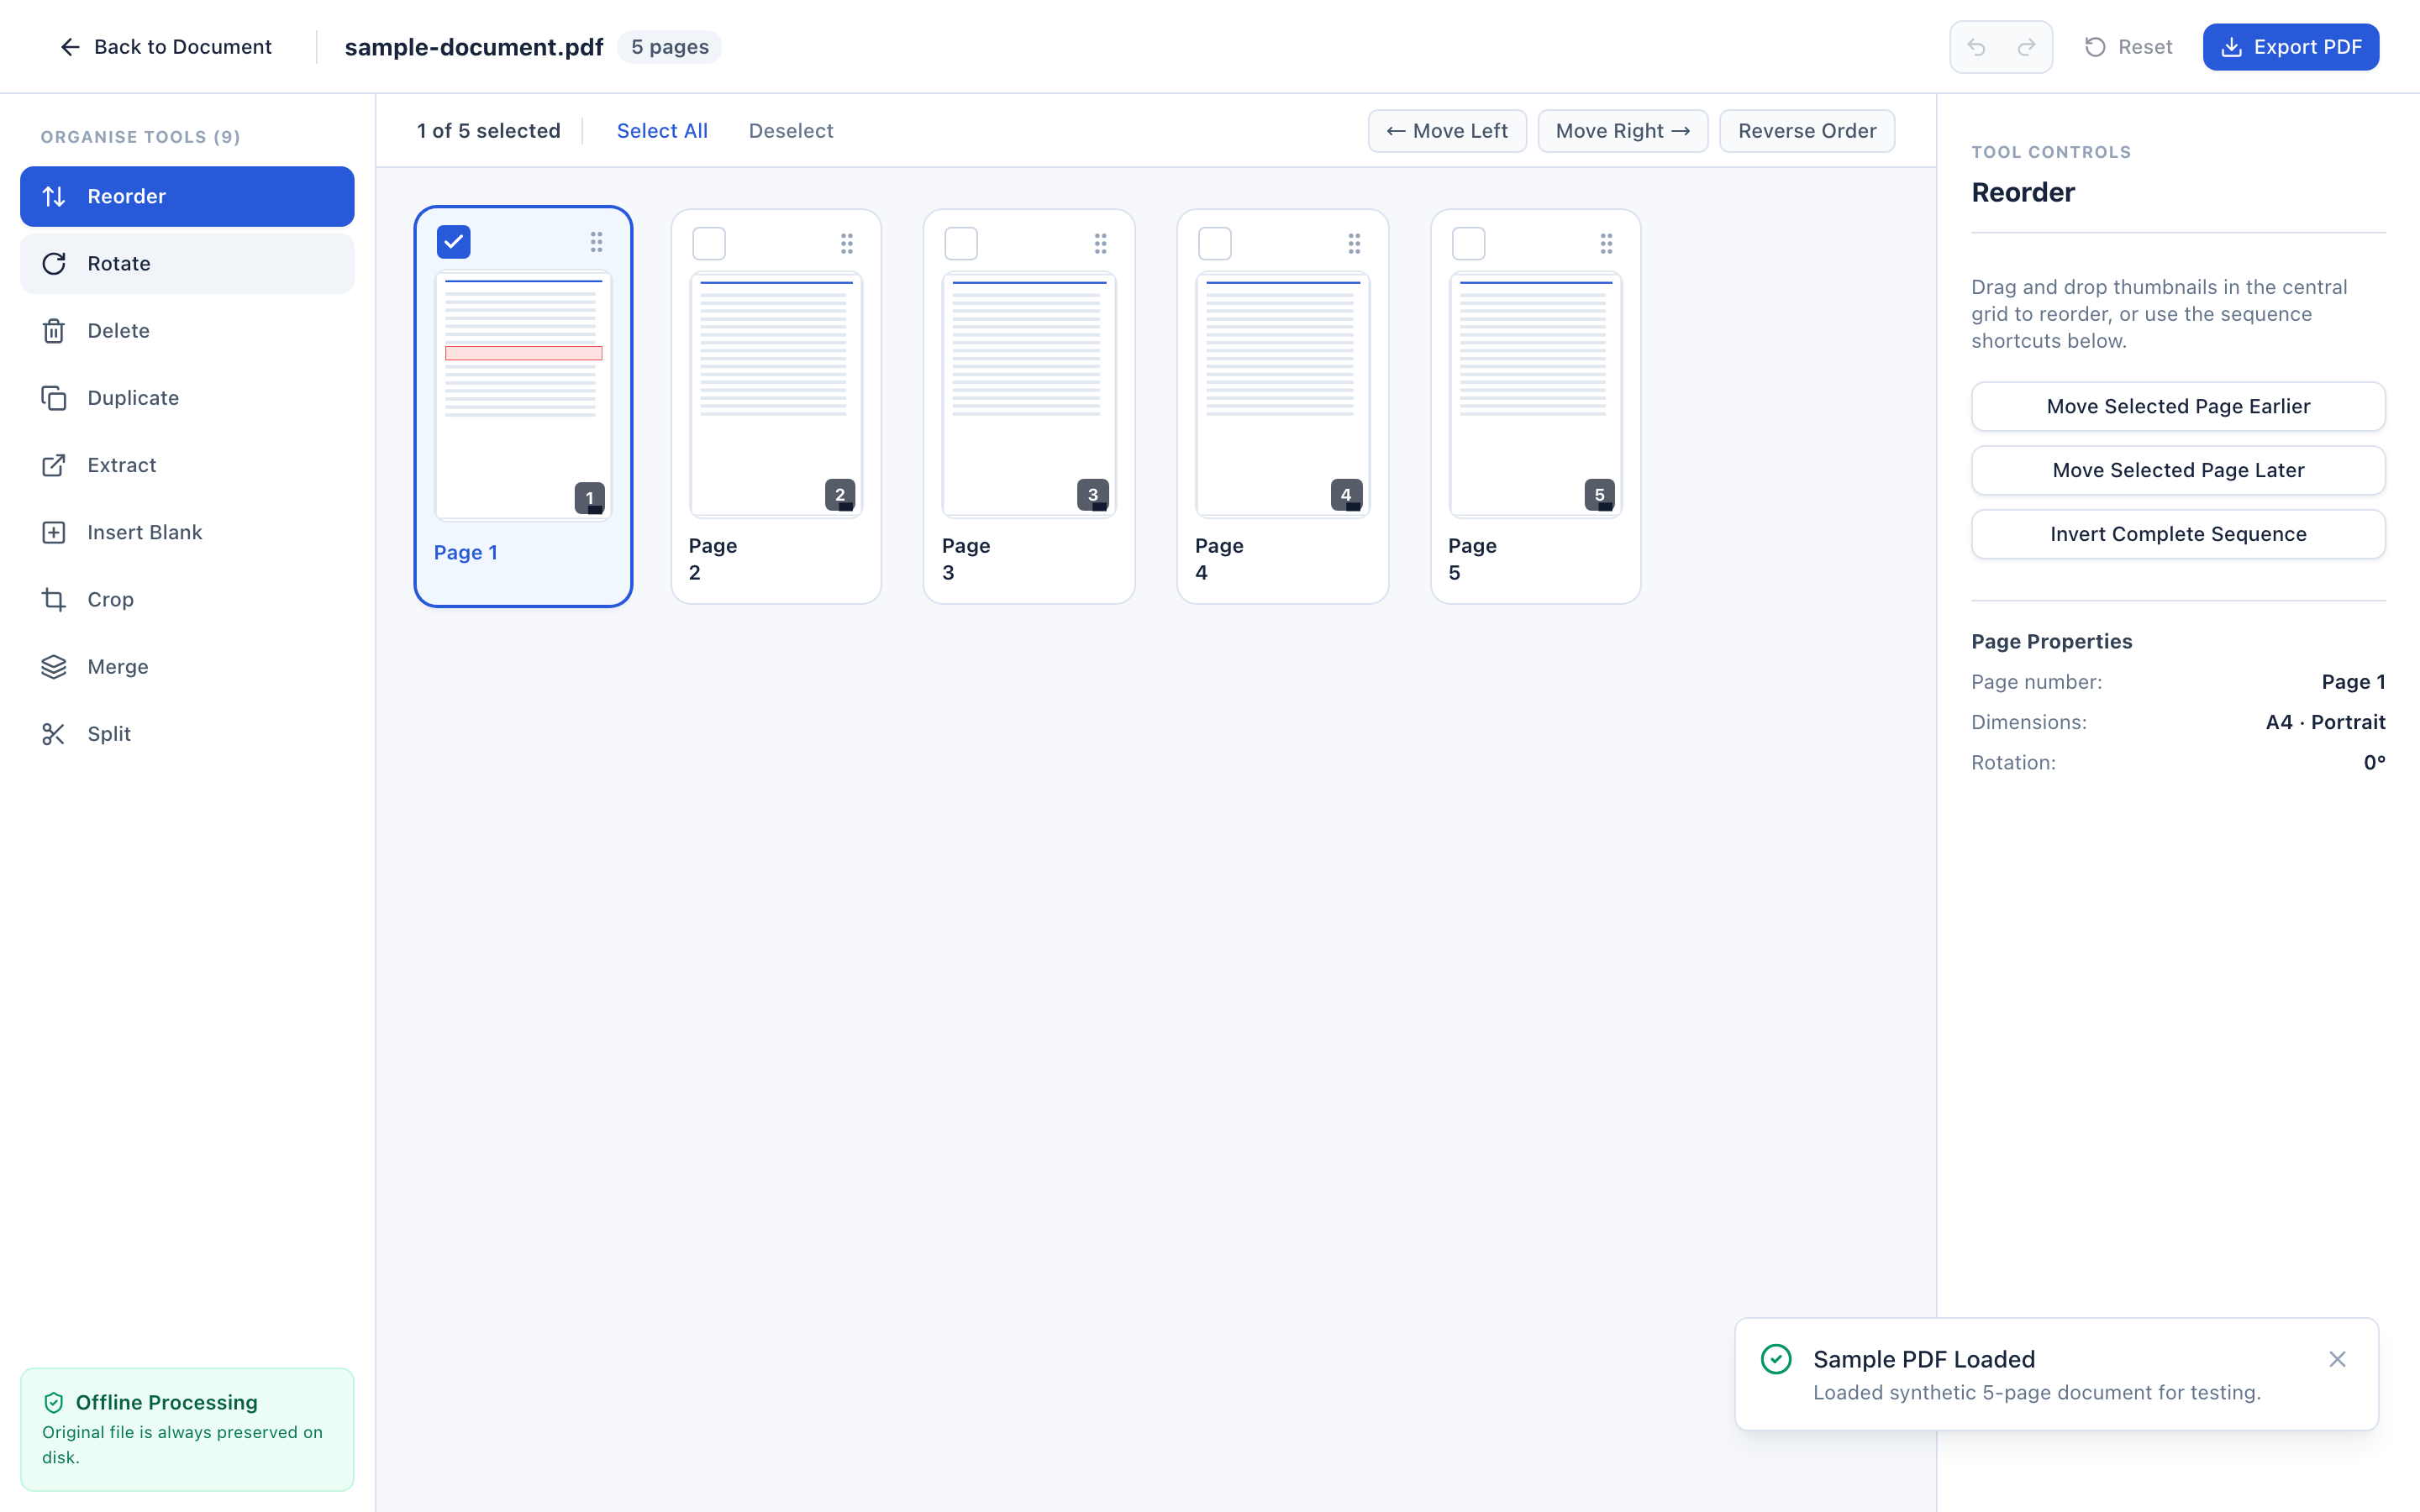 Back to Document
sample-document.pdf
5 pages
Reset
Export PDF
ORGANISE TOOLS (9)
Reorder
Rotate
Delete
Duplicate
Extract
Insert Blank
Crop
Merge
Split
Offline Processing
Original file is always preserved on
disk.
1 of 5 selected
Select All
Deselect
← Move Left
Move Right →
Reverse Order
1
Page 1
2
Page
2
3
Page
3
4
Page
4
5
Page
5
TOOL CONTROLS
Reorder
Drag and drop thumbnails in the central
grid to reorder, or use the sequence
shortcuts below.
Move Selected Page Earlier
Move Selected Page Later
Invert Complete Sequence
Page Properties
Page number: Page 1
Dimensions: A4 · Portrait
Rotation: 0°
Sample PDF Loaded
Loaded synthetic 5-page document for testing.